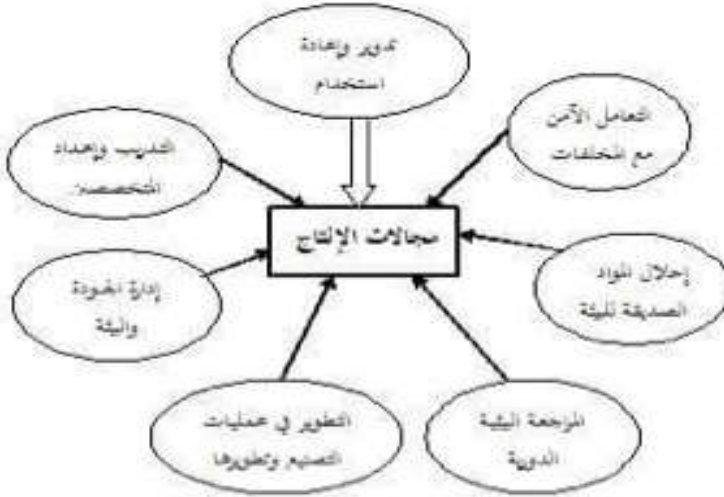 تدوير وإعادة
استخدام
التعامل الآمن
مع المخلفات
التدريب وإعداد
المتخصصين
مجالات الإنتاج
إحلال المواد
الصديقة للبيئة
إدارة الجودة
والبيئة
المراجعة البيئية
الدورية
التطوير في عمليات
التصنيع وتطويرها